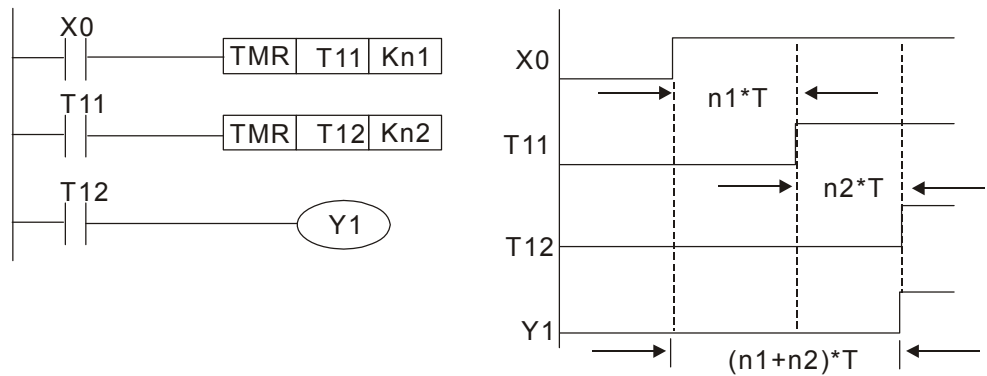 X0
TMR T11 Kn1
T11
TMR T12 Kn2
T12
Y1
X0
n1*T
T11
n2*T
T12
Y1
(n1+n2)*T